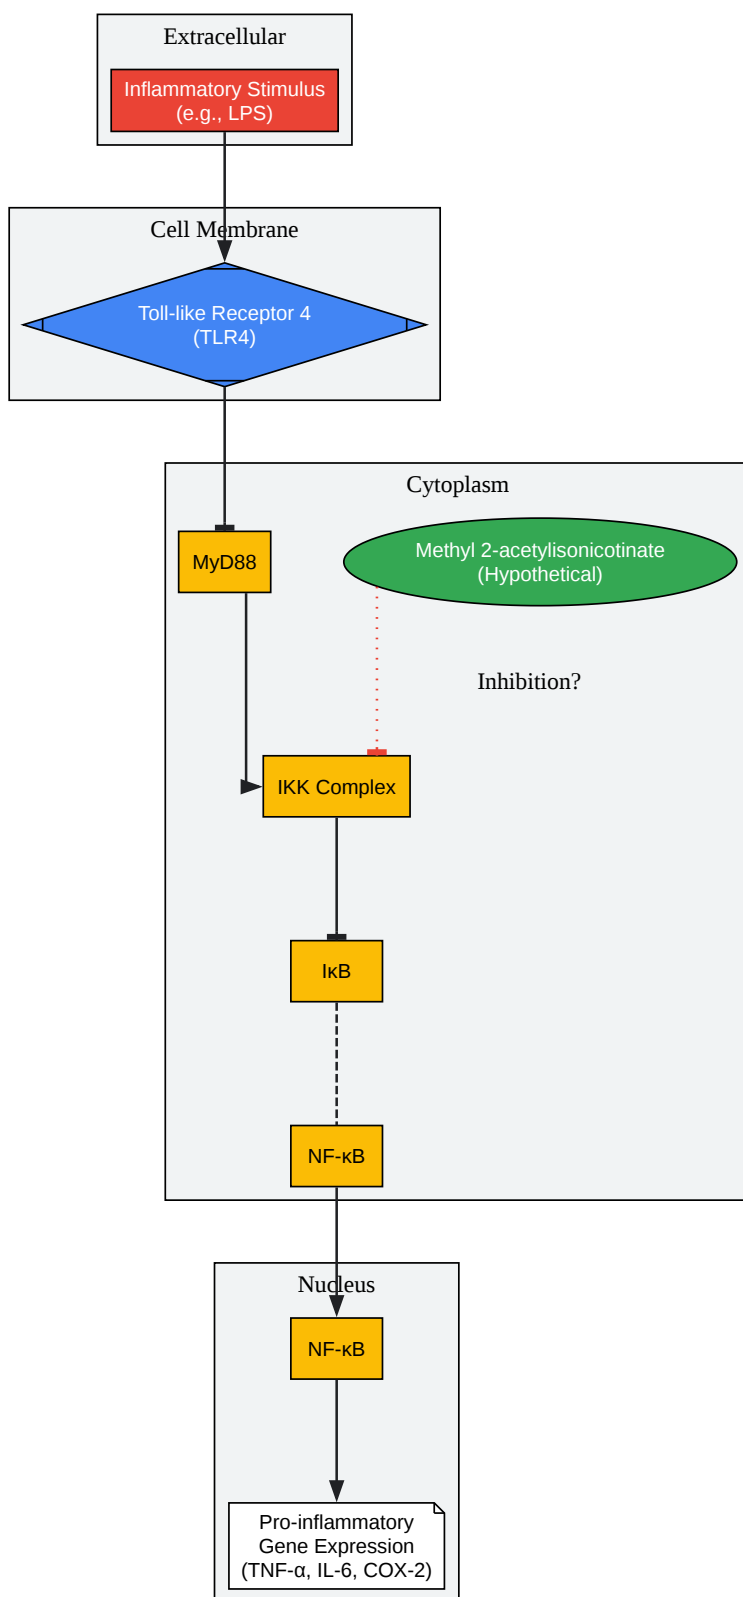 Extracellular
Inflammatory Stimulus
(e.g., LPS)
Cell Membrane
Toll-like Receptor 4
(TLR4)
Cytoplasm
MyD88
Methyl 2-acetylisonicotinate
(Hypothetical)
Inhibition?
IKK Complex
IκB
NF-κB
Nucleus
NF-κB
Pro-inflammatory
Gene Expression
(TNF-α, IL-6, COX-2)